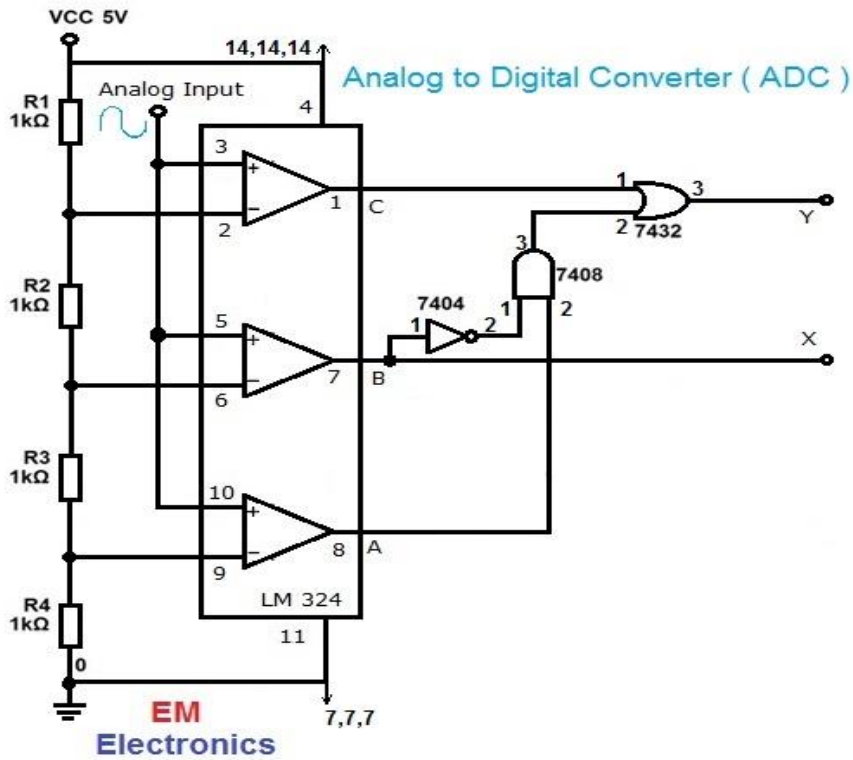 VCC 5V
14,14,14
Analog to Digital Converter ( ADC )
Analog Input
R1
1kΩ
4
3
+
−
2
1
C
1
2
7432
3
Y
3
7408
1
2
R2
1kΩ
5
+
−
6
7
B
7404
1
2
X
R3
1kΩ
10
+
−
9
8
A
R4
1kΩ
LM 324
11
0
7,7,7
EM
Electronics